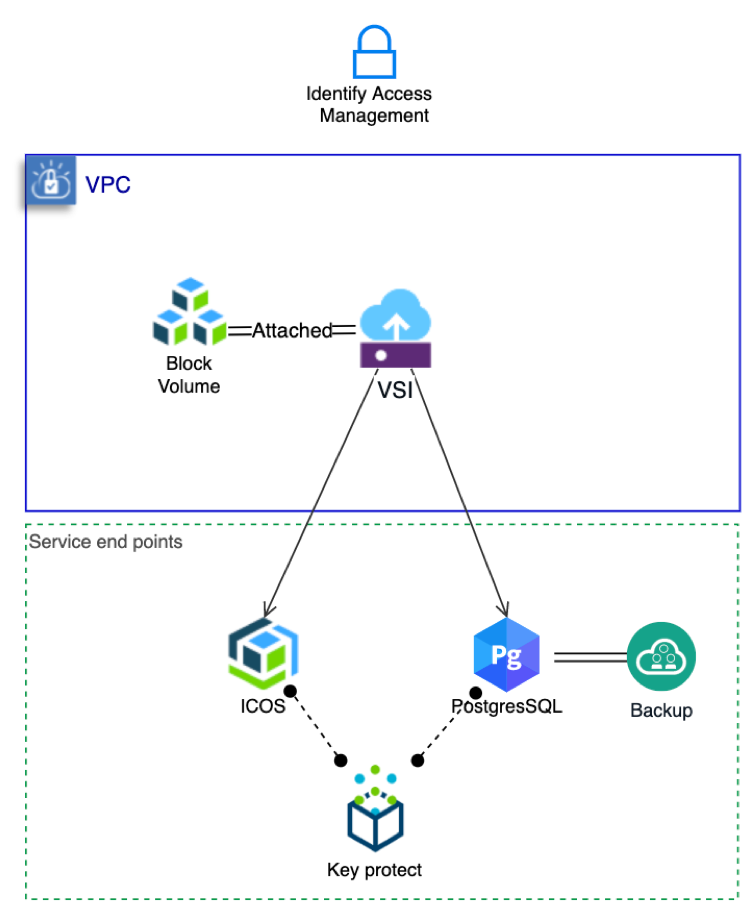 Identify Access
Management
VPC
Attached
Block
Volume
VSI
Service end points
Pg
ICOS
PostgresSQL
Backup
Key protect